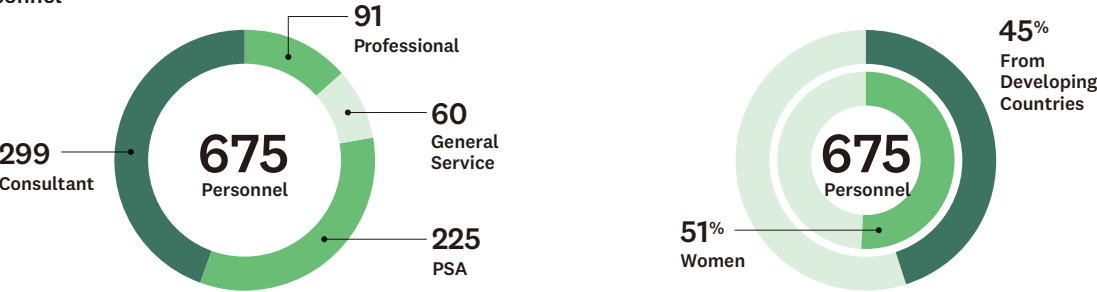 91
Professional
60
General
Service
299
Consultant
675
Personnel
225
PSA
45%
From
Developing
Countries
675
Personnel
51%
Women